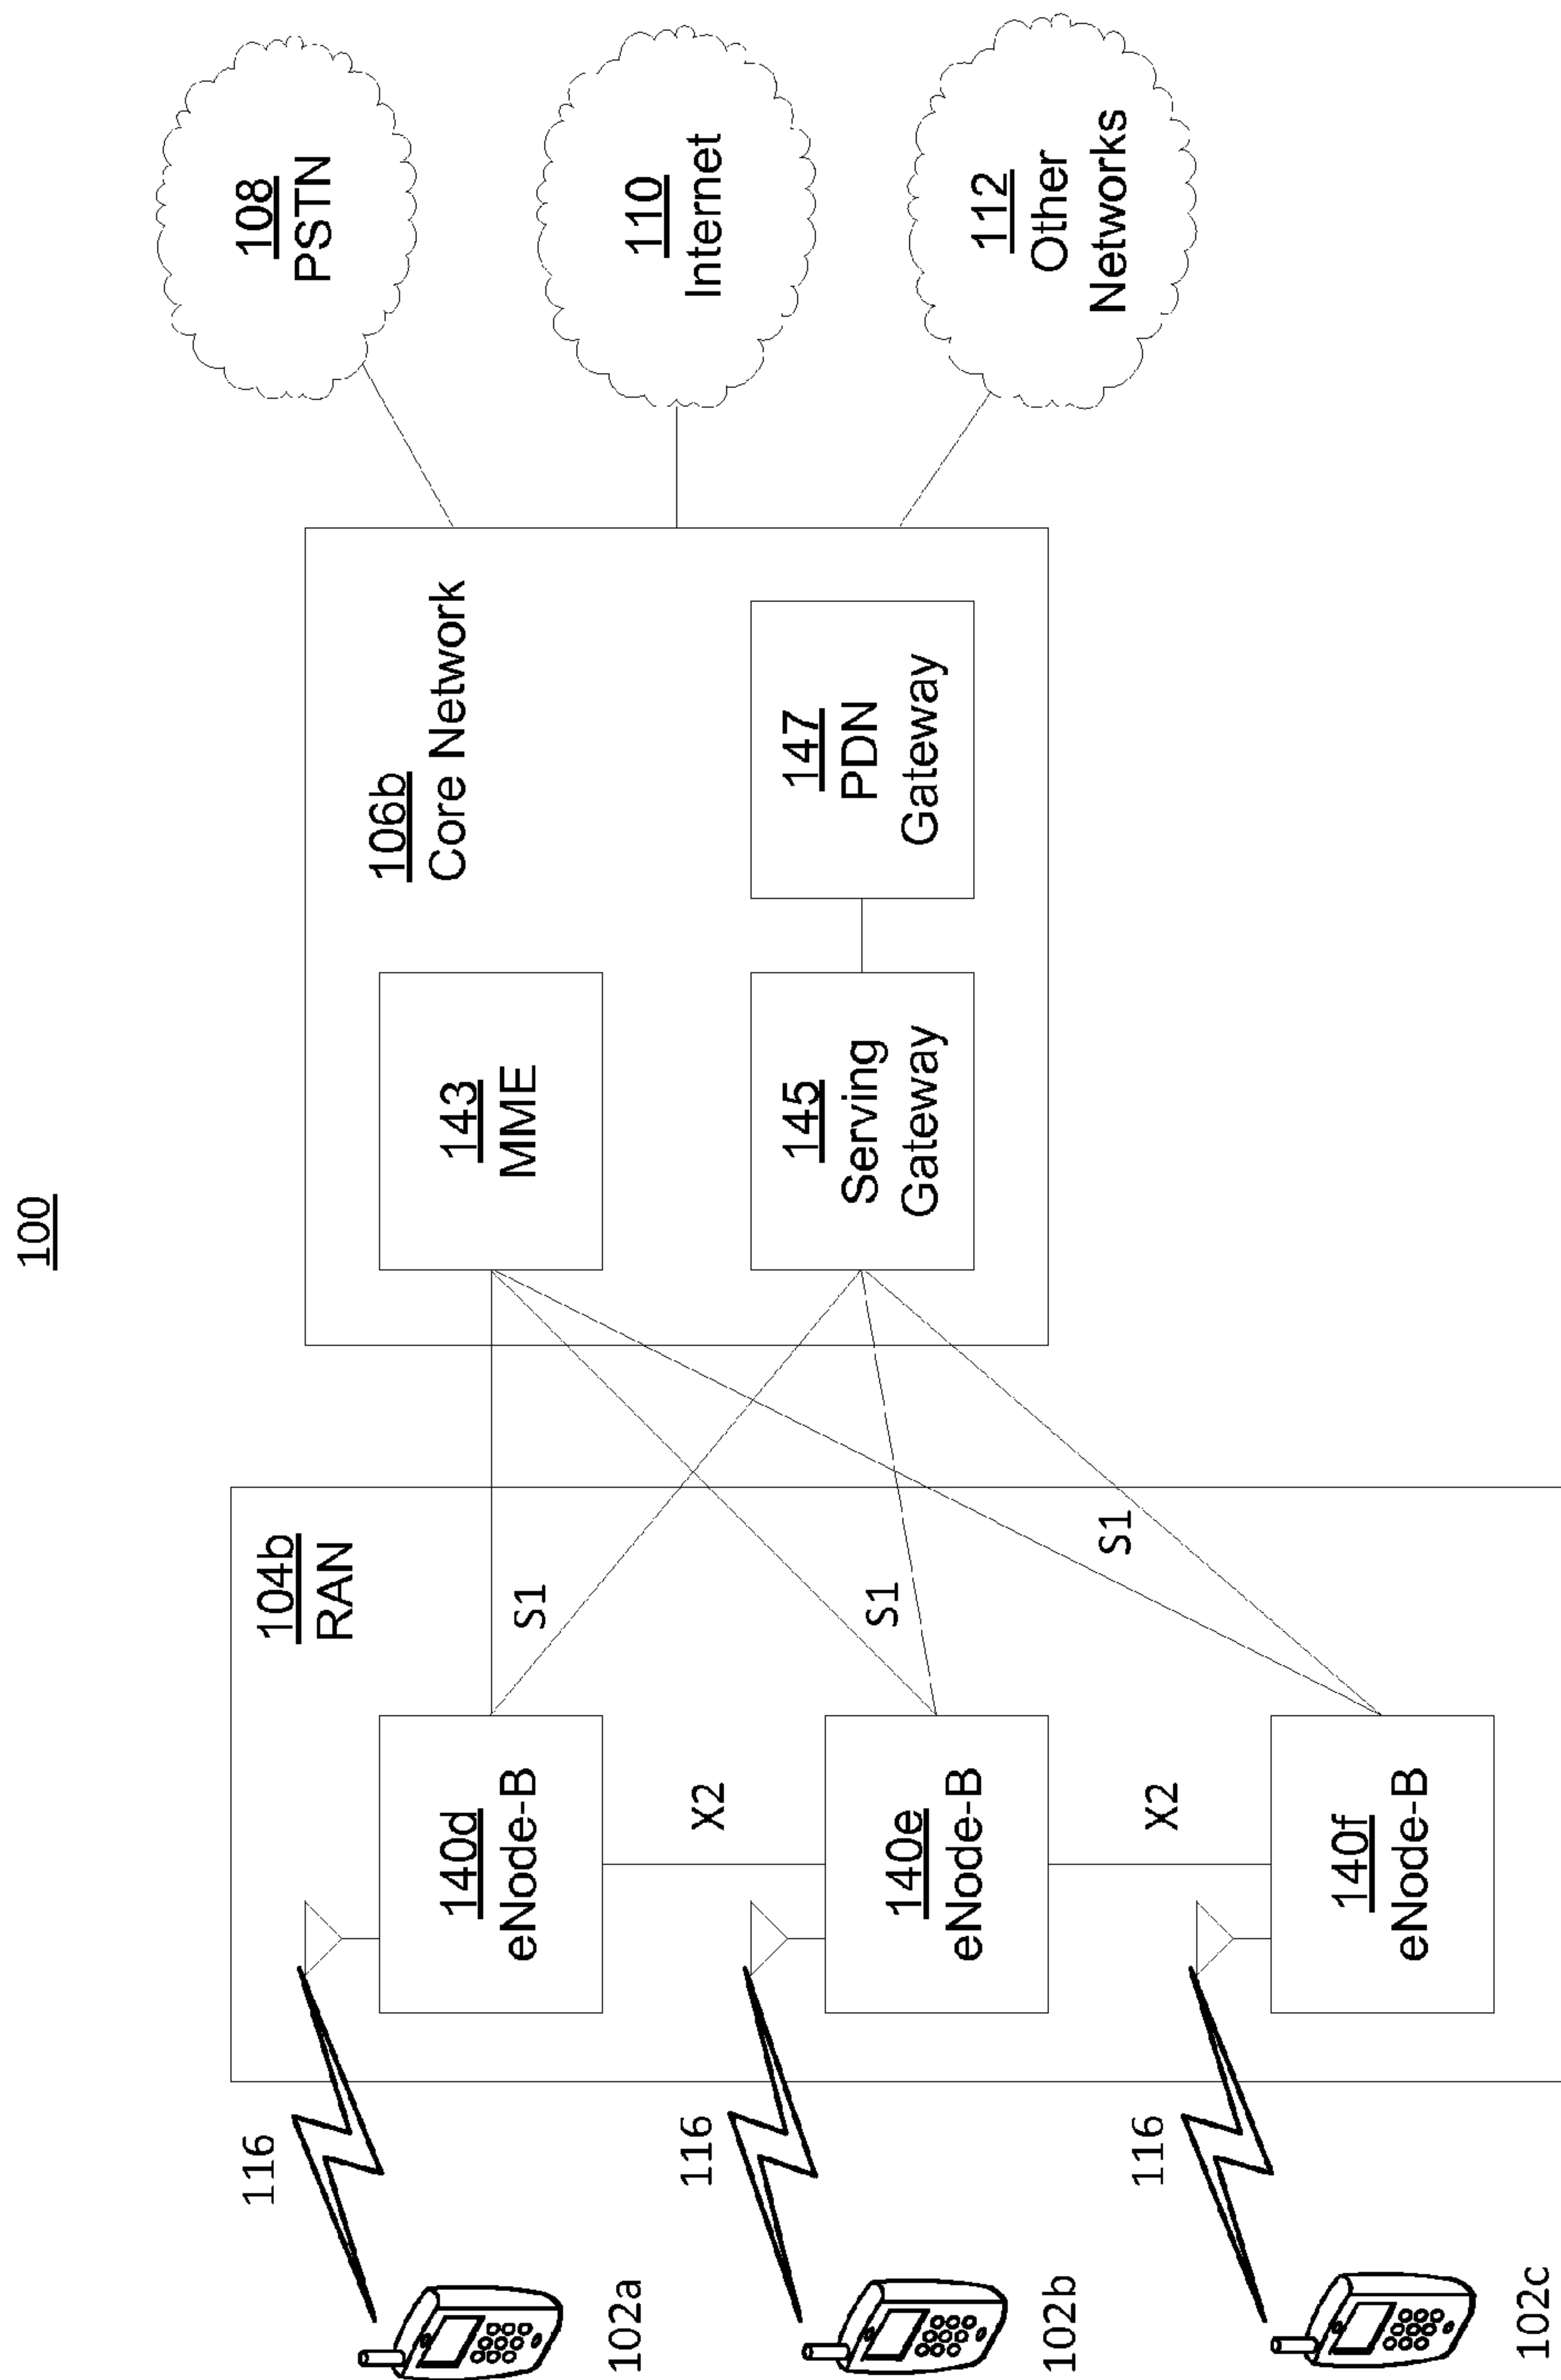 100
116
102a
104b
RAN
140d
eNode-B
S1
X2
116
102b
140e
eNode-B
S1
X2
116
102c
140f
eNode-B
S1
106b
Core Network
143
MME
145
Serving
Gateway
147
PDN
Gateway
108
PSTN
110
Internet
112
Other
Networks